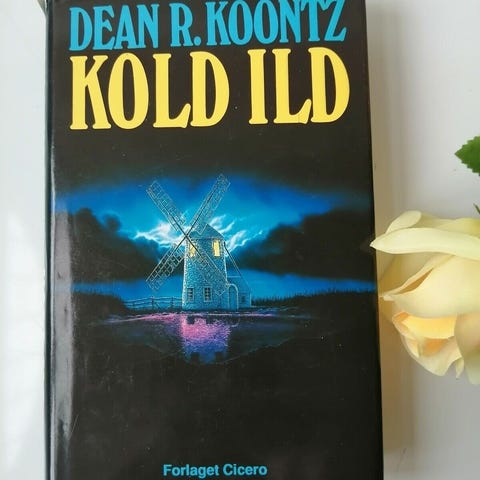 DEAN R. KOONTZ
KOLD ILD
Forlaget Cicero